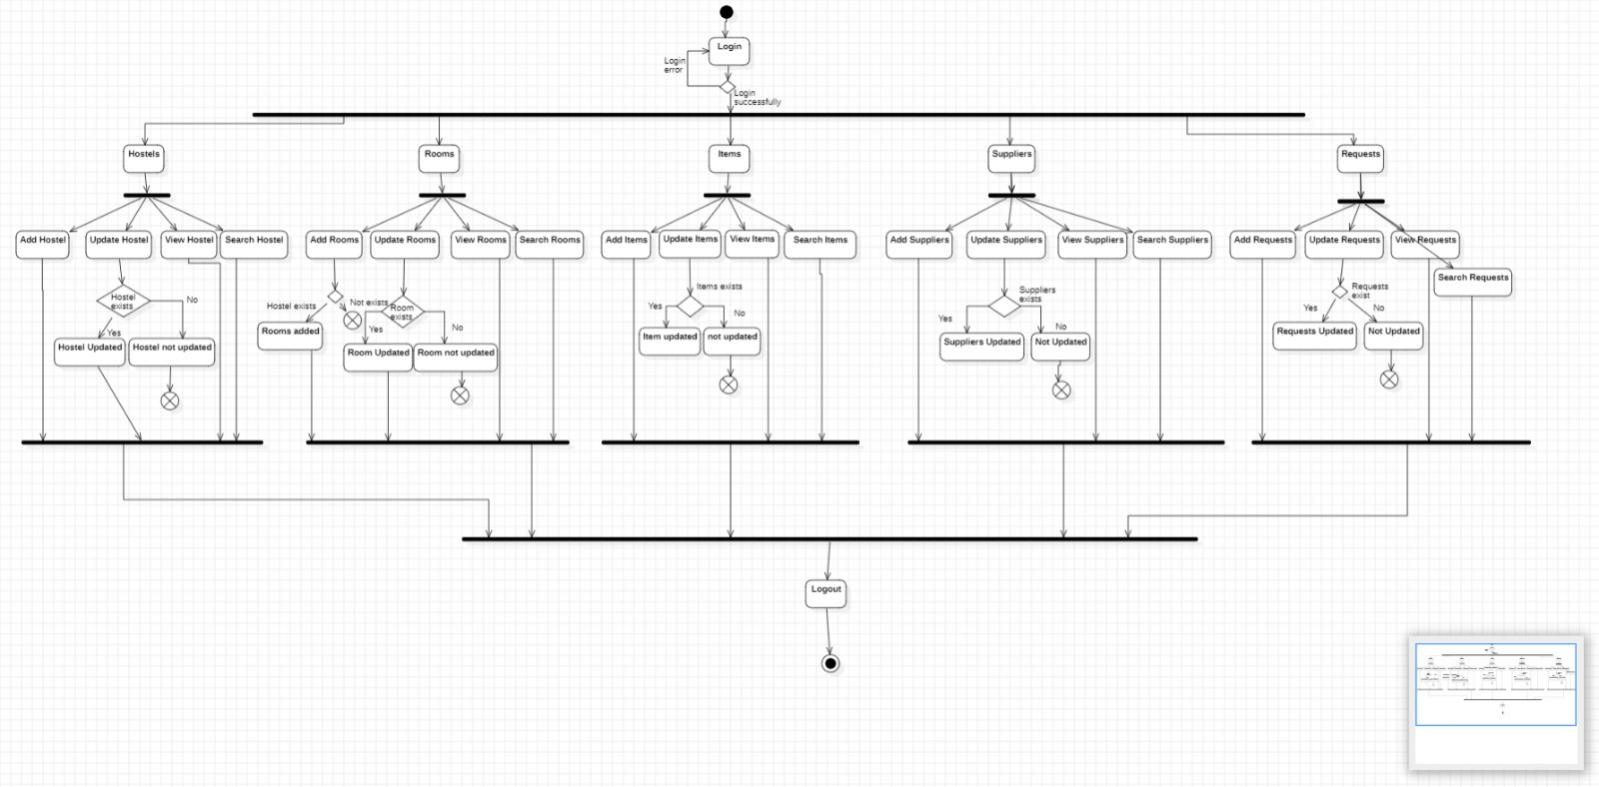 Login
Login
error
Login
successfully
Hostels
Rooms
Items
Suppliers
Requests
Add Hostel
Update Hostel
View Hostel
Search Hostel
Add Rooms
Update Rooms
View Rooms
Search Rooms
Add Items
Update Items
View Items
Search Items
Add Suppliers
Update Suppliers
View Suppliers
Search Suppliers
Add Requests
Update Requests
View Requests
Search Requests
Hostel
exists
No
Yes
Hostel Updated
Hostel not updated
Hostel exists
Not exists
Rooms added
Room
exists
Yes
No
Room Updated
Room not updated
Items exists
Yes
No
Item updated
not updated
Suppliers
exists
Yes
No
Suppliers Updated
Not Updated
Requests
exist
Yes
No
Requests Updated
Not Updated
Logout